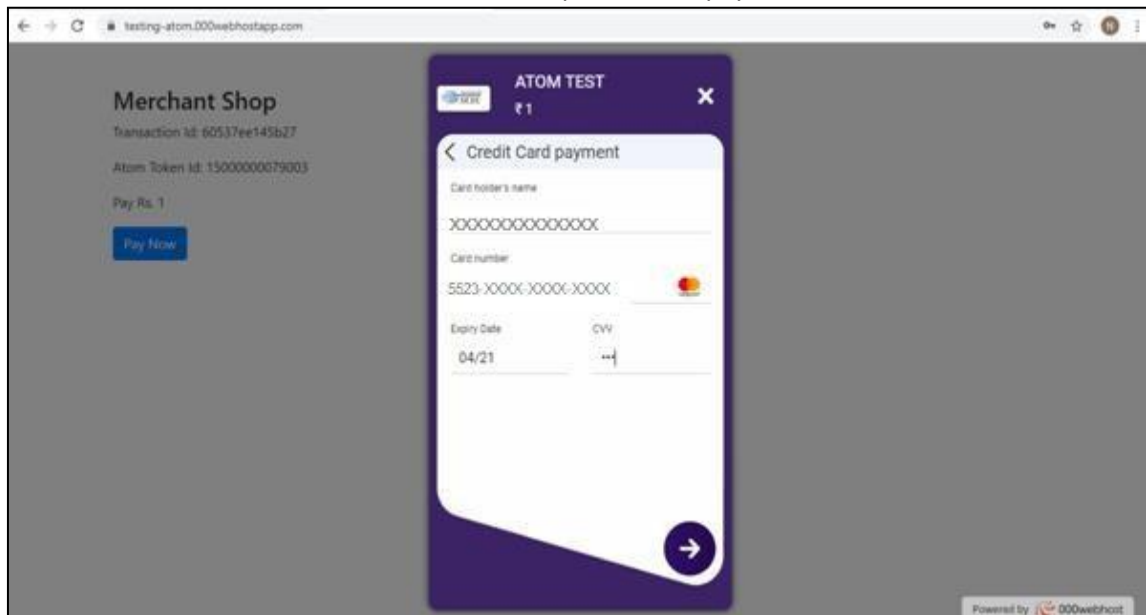 testing-atom.000webhostapp.com
N
Merchant Shop
Transaction Id: 60537ee145b27
Atom Token Id: 15000000079003
Pay Rs. 1
Pay Now
ATOM TEST
₹ 1
Credit Card payment
Card holder's name
XXXXXXXXXXXXXX
Card number
5523-XXXX-XXXX-XXXX
Expiry Date
CVV
04/21
•••
Powered by 000webhost